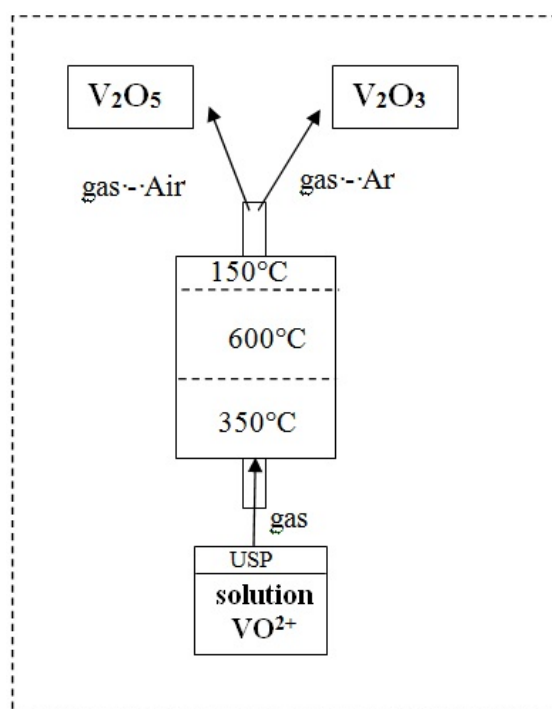 V₂O₅
V₂O₃
gas·-·Air
gas·-·Ar
150°C
600°C
350°C
gas
USP
solution
VO²⁺